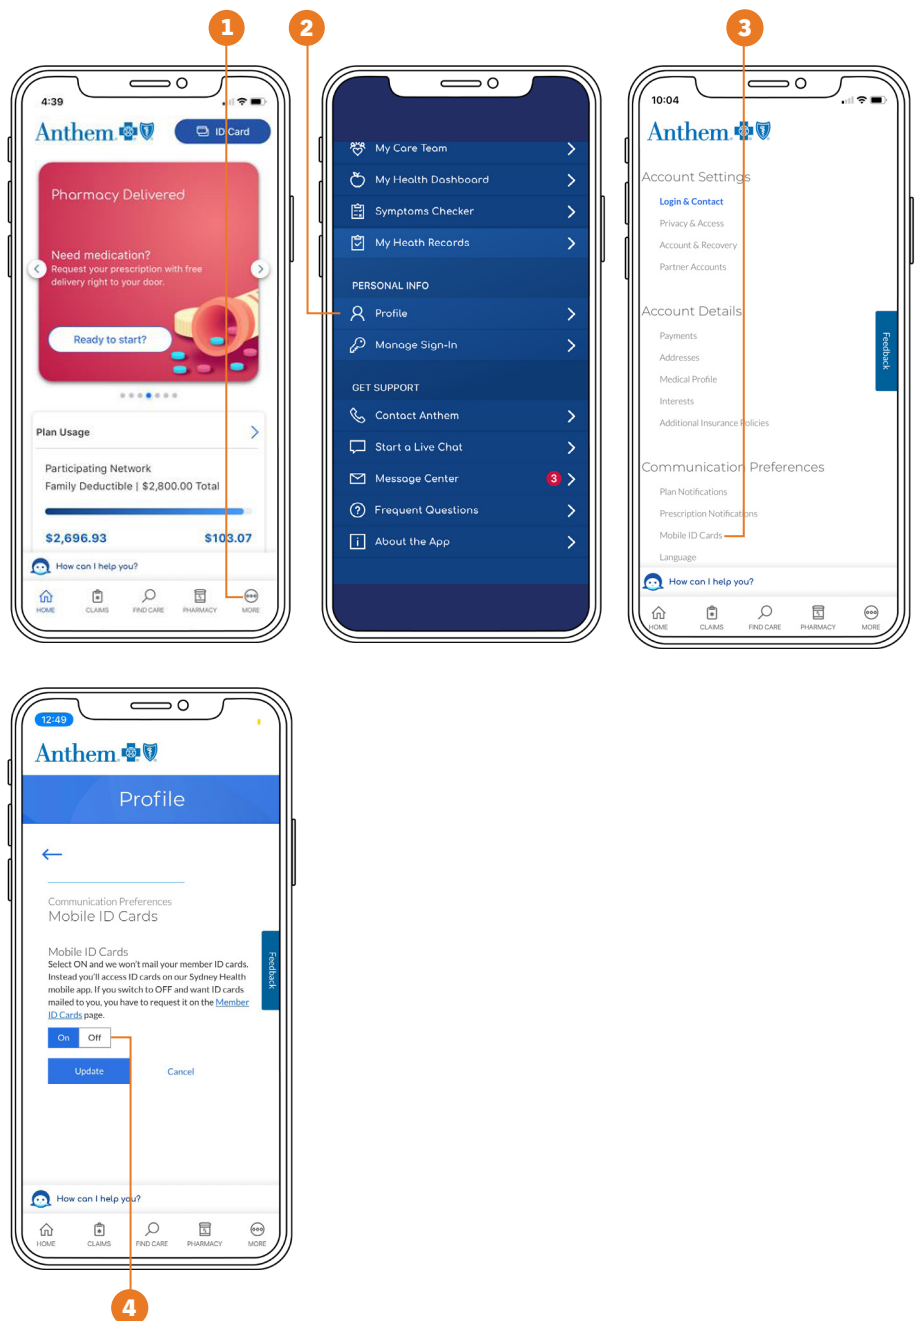 1
2
3
4:39
Anthem
ID Card
Pharmacy Delivered
Need medication?
Request your prescription with free
delivery right to your door.
Ready to start?
Plan Usage
Participating Network
Family Deductible | $2,800.00 Total
$2,696.93 $103.07
How can I help you?
HOME CLAIMS FIND CARE PHARMACY MORE
My Care Team
My Health Dashboard
Symptoms Checker
My Heath Records
PERSONAL INFO
Profile
Manage Sign-In
GET SUPPORT
Contact Anthem
Start a Live Chat
Message Center 3
Frequent Questions
About the App
10:04
Anthem
Account Settings
Login & Contact
Privacy & Access
Account & Recovery
Partner Accounts
Account Details
Payments
Addresses
Medical Profile
Interests
Additional Insurance Policies
Feedback
Communication Preferences
Plan Notifications
Prescription Notifications
Mobile ID Cards
Language
How can I help you?
HOME CLAIMS FIND CARE PHARMACY MORE
12:49
Anthem
Profile
Communication Preferences
Mobile ID Cards
Mobile ID Cards
Select ON and we won't mail your member ID cards.
Instead you'll access ID cards on our Sydney Health
mobile app. If you switch to OFF and want ID cards
mailed to you, you have to request it on the Member
ID Cards page.
Feedback
On Off
Update Cancel
How can I help you?
HOME CLAIMS FIND CARE PHARMACY MORE
4